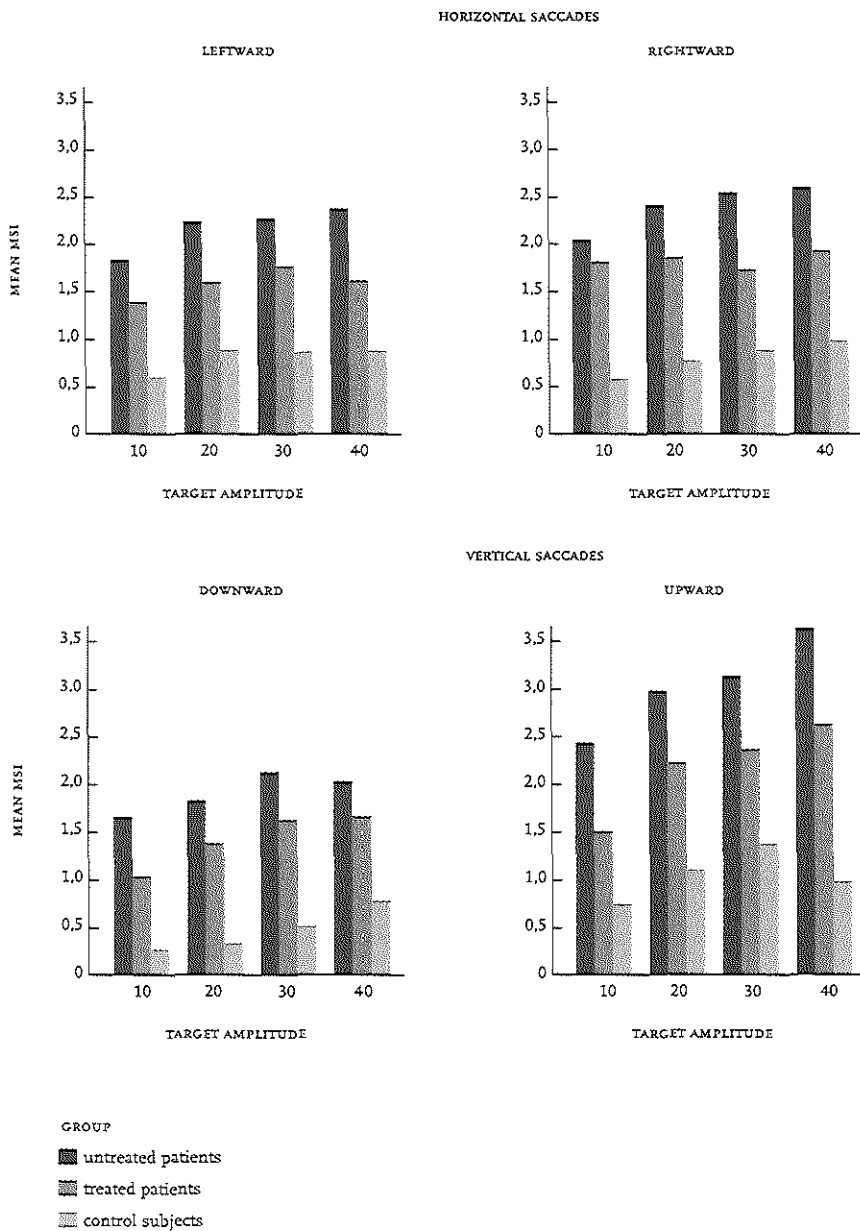 HORIZONTAL SACCADES
LEFTWARD
MEAN MSI
3,5
3,0
2,5
2,0
1,5
1,0
0,5
0
10 20 30 40
TARGET AMPLITUDE
RIGHTWARD
3,5
3,0
2,5
2,0
1,5
1,0
0,5
0
10 20 30 40
TARGET AMPLITUDE
VERTICAL SACCADES
DOWNWARD
MEAN MSI
3,5
3,0
2,5
2,0
1,5
1,0
0,5
0
10 20 30 40
TARGET AMPLITUDE
UPWARD
3,5
3,0
2,5
2,0
1,5
1,0
0,5
0
10 20 30 40
TARGET AMPLITUDE
GROUP
untreated patients
treated patients
control subjects